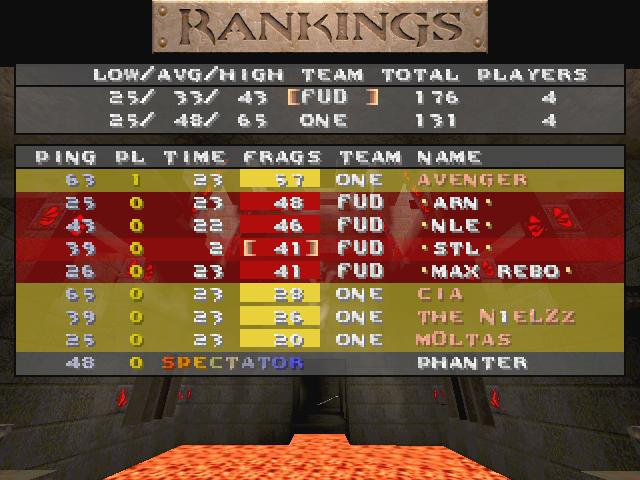 RANKINGS
LOW/AVG/HIGH TEAM TOTAL PLAYERS
25/ 33/ 43 [FUD ] 176 4
25/ 48/ 65 ONE 131 4
PING PL TIME FRAGS TEAM NAME
63 1 23 57 ONE AVENGER
25 0 23 48 FUD ·ARN·
43 0 22 46 FUD ·NLE·
39 0 2 [ 41] FUD ·STL·
26 0 23 41 FUD ·MAX REBO·
65 0 23 28 ONE CIA
39 0 23 26 ONE THE N1ELZz
25 0 23 20 ONE MÖLTAS
48 0 SPECTATOR PHANTER